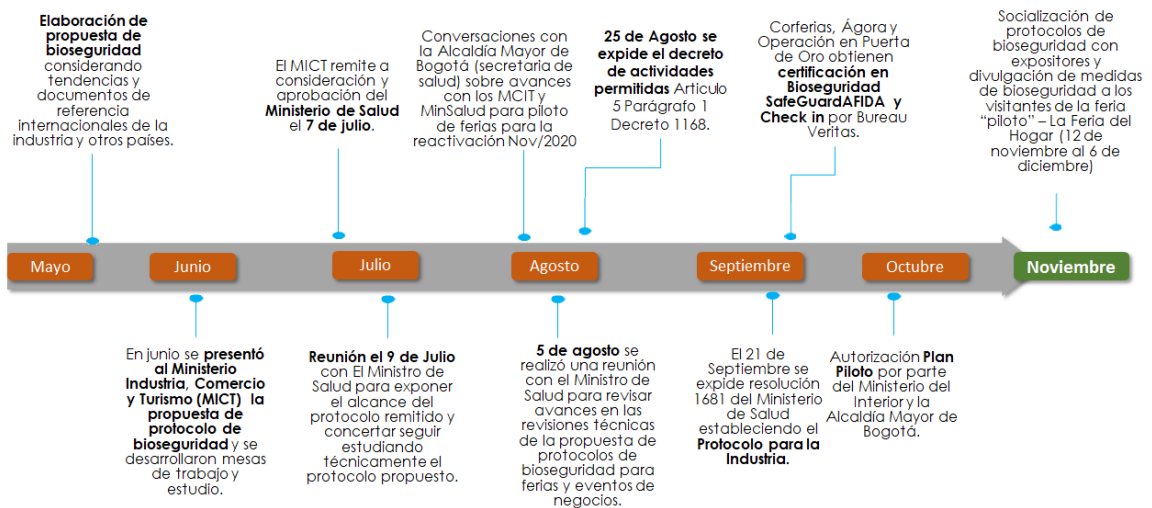 Elaboración de
propuesta de
bioseguridad
considerando
tendencias y
documentos de
referencia
internacionales de la
industria y otros países.
El MICT remite a
consideración y
aprobación del
Ministerio de Salud
el 7 de julio.
Conversaciones con
la Alcaldía Mayor de
Bogotá (secretaria de
salud) sobre avances
con los MCIT y
MinSalud para piloto
de ferias para la
reactivación Nov/2020
25 de Agosto se
expide el decreto
de actividades
permitidas Articulo
5 Parágrafo 1
Decreto 1168.
Corferias, Ágora y
Operación en Puerta
de Oro obtienen
certificación en
Bioseguridad
SafeGuardAFIDA y
Check in por Bureau
Veritas.
Socialización de
protocolos de
bioseguridad con
expositores y
divulgación de medidas
de bioseguridad a los
visitantes de la feria
“piloto” – La Feria del
Hogar (12 de
noviembre al 6 de
diciembre)
Mayo
Junio
Julio
Agosto
Septiembre
Octubre
Noviembre
En junio se presentó
al Ministerio
Industria, Comercio
y Turismo (MICT) la
propuesta de
protocolo de
bioseguridad y se
desarrollaron mesas
de trabajo y
estudio.
Reunión el 9 de Julio
con El Ministro de
Salud para exponer
el alcance del
protocolo remitido y
concertar seguir
estudiando
técnicamente el
protocolo propuesto.
5 de agosto se
realizó una reunión
con el Ministro de
Salud para revisar
avances en las
revisiones técnicas
de la propuesta de
protocolos de
bioseguridad para
ferias y eventos de
negocios.
El 21 de
Septiembre se
expide resolución
1681 del Ministerio
de Salud
estableciendo el
Protocolo para la
Industria.
Autorización Plan
Piloto por parte
del Ministerio del
Interior y la
Alcaldía Mayor de
Bogotá.